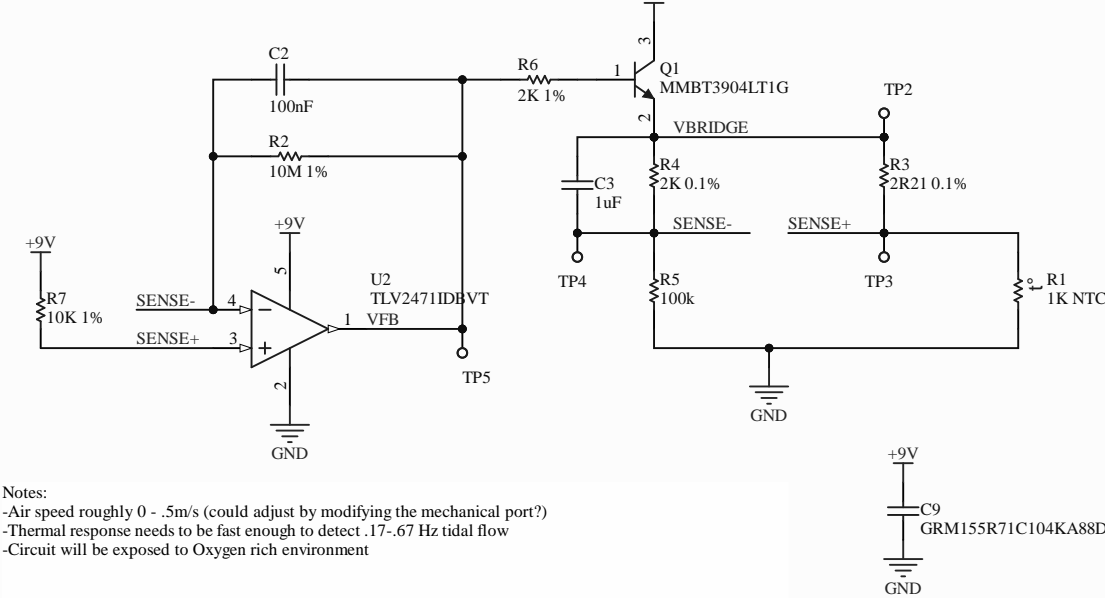 C2
100nF
R2
10M 1%
R6
2K 1%
1
3
2
Q1
MMBT3904LT1G
VBRIDGE
TP2
R4
2K 0.1%
R3
2R21 0.1%
C3
1uF
SENSE-
SENSE+
TP4
TP3
R5
100k
R1
t°
1K NTC
GND
+9V
R7
10K 1%
+9V
5
U2
TLV2471IDBVT
SENSE-
4
SENSE+
3
1
VFB
2
TP5
GND
+9V
C9
GRM155R71C104KA88D
GND
Notes:
-Air speed roughly 0 - .5m/s (could adjust by modifying the mechanical port?)
-Thermal response needs to be fast enough to detect .17-.67 Hz tidal flow
-Circuit will be exposed to Oxygen rich environment